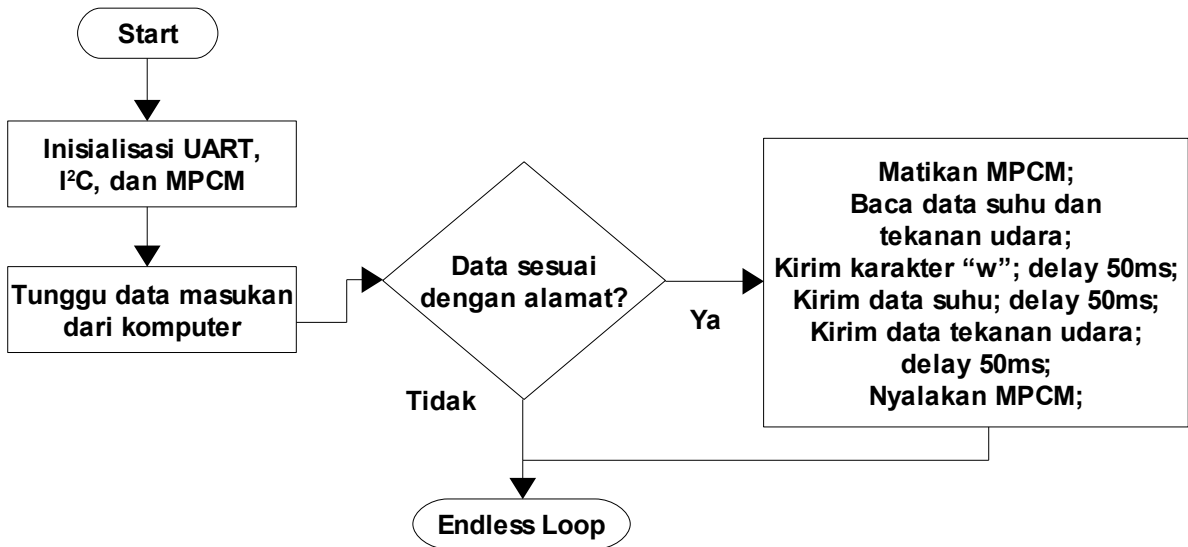 Start
Inisialisasi UART,
I²C, dan MPCM
Tunggu data masukan
dari komputer
Data sesuai
dengan alamat?
Ya
Tidak
Matikan MPCM;
Baca data suhu dan
tekanan udara;
Kirim karakter “w”; delay 50ms;
Kirim data suhu; delay 50ms;
Kirim data tekanan udara;
delay 50ms;
Nyalakan MPCM;
Endless Loop